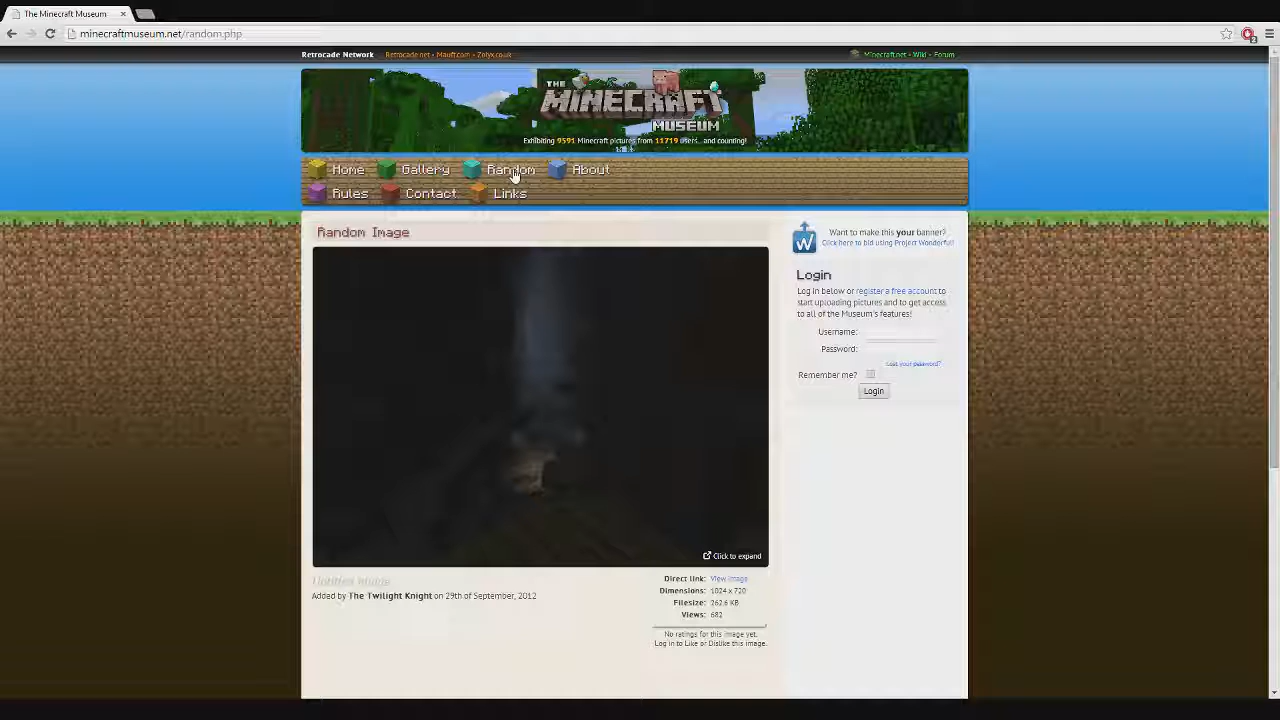 The Minecraft Museum
minecraftmuseum.net/random.php
Retrocade Network Retrocade.net - Mauft.com - Zolyx.co.uk Minecraft.net - Wiki - Forum
THE
MINECRAFT
MUSEUM
Exhibiting 9591 Minecraft pictures from 11719 users...and counting!
Home Gallery Random About
Rules Contact Links
Random Image
Click to expand
Untitled Image
Added by The Twilight Knight on 29th of September, 2012
Direct link: View Image
Dimensions: 1024 x 720
Filesize: 262.6 KB
Views: 682
No ratings for this image yet.
Log in to Like or Dislike this image.
Want to make this your banner?
Click here to bid using Project Wonderful!
Login
Log in below or register a free account to
start uploading pictures and to get access
to all of the Museum's features!
Username:
Password:
Lost your password?
Remember me?
Login